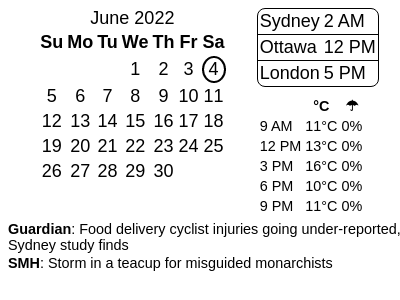 June 2022
Su Mo Tu We Th Fr Sa
1 2 3 4
5 6 7 8 9 10 11
12 13 14 15 16 17 18
19 20 21 22 23 24 25
26 27 28 29 30
Sydney 2 AM
Ottawa 12 PM
London 5 PM
°C ☂
9 AM 11°C 0%
12 PM 13°C 0%
3 PM 16°C 0%
6 PM 10°C 0%
9 PM 11°C 0%
Guardian: Food delivery cyclist injuries going under-reported,
Sydney study finds
SMH: Storm in a teacup for misguided monarchists